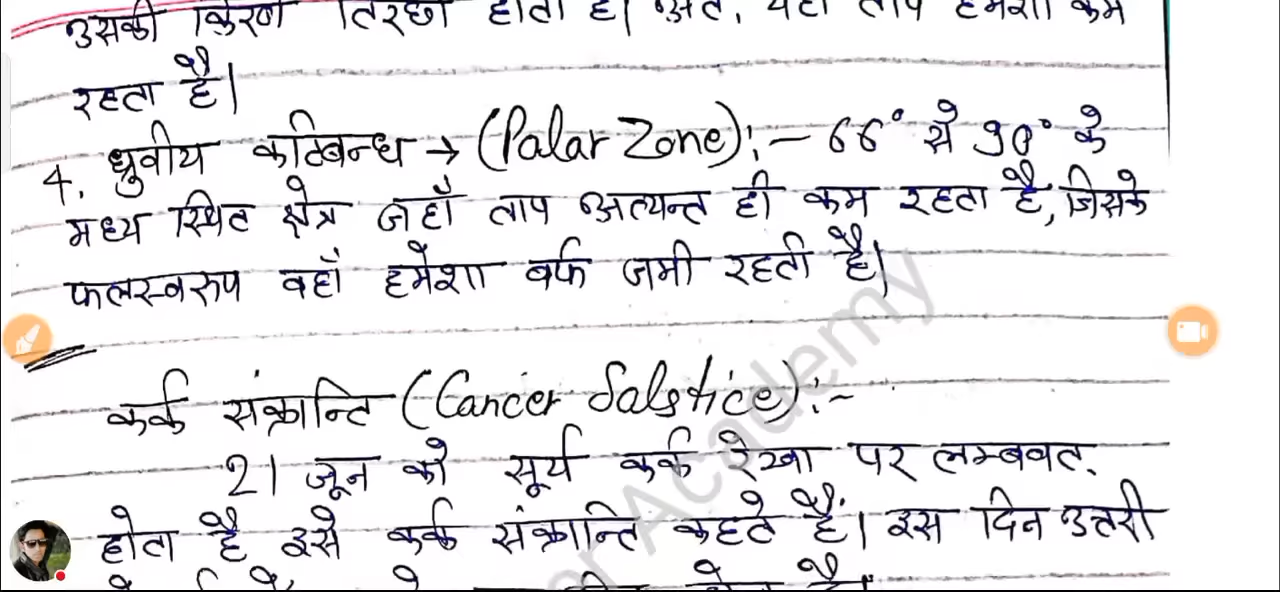 उसकी किरण तिरछी होती है। अत: यहाँ ताप हमेशा कम
रहता है।
4. ध्रुवीय कटिबन्ध → (Palar Zone):- 66° से 90° के
मध्य स्थित क्षेत्र जहाँ ताप अत्यन्त ही कम रहता है, जिसके
फलस्वरुप वहाँ हमेशा बर्फ जमी रहती है।
कर्क संक्रान्ति (Cancer Salstice):-
21 जून को सूर्य कर्क रेखा पर लम्बवत.
होता है इसे कर्क संक्रान्ति कहते हैं। इस दिन उत्तरी
er Academy